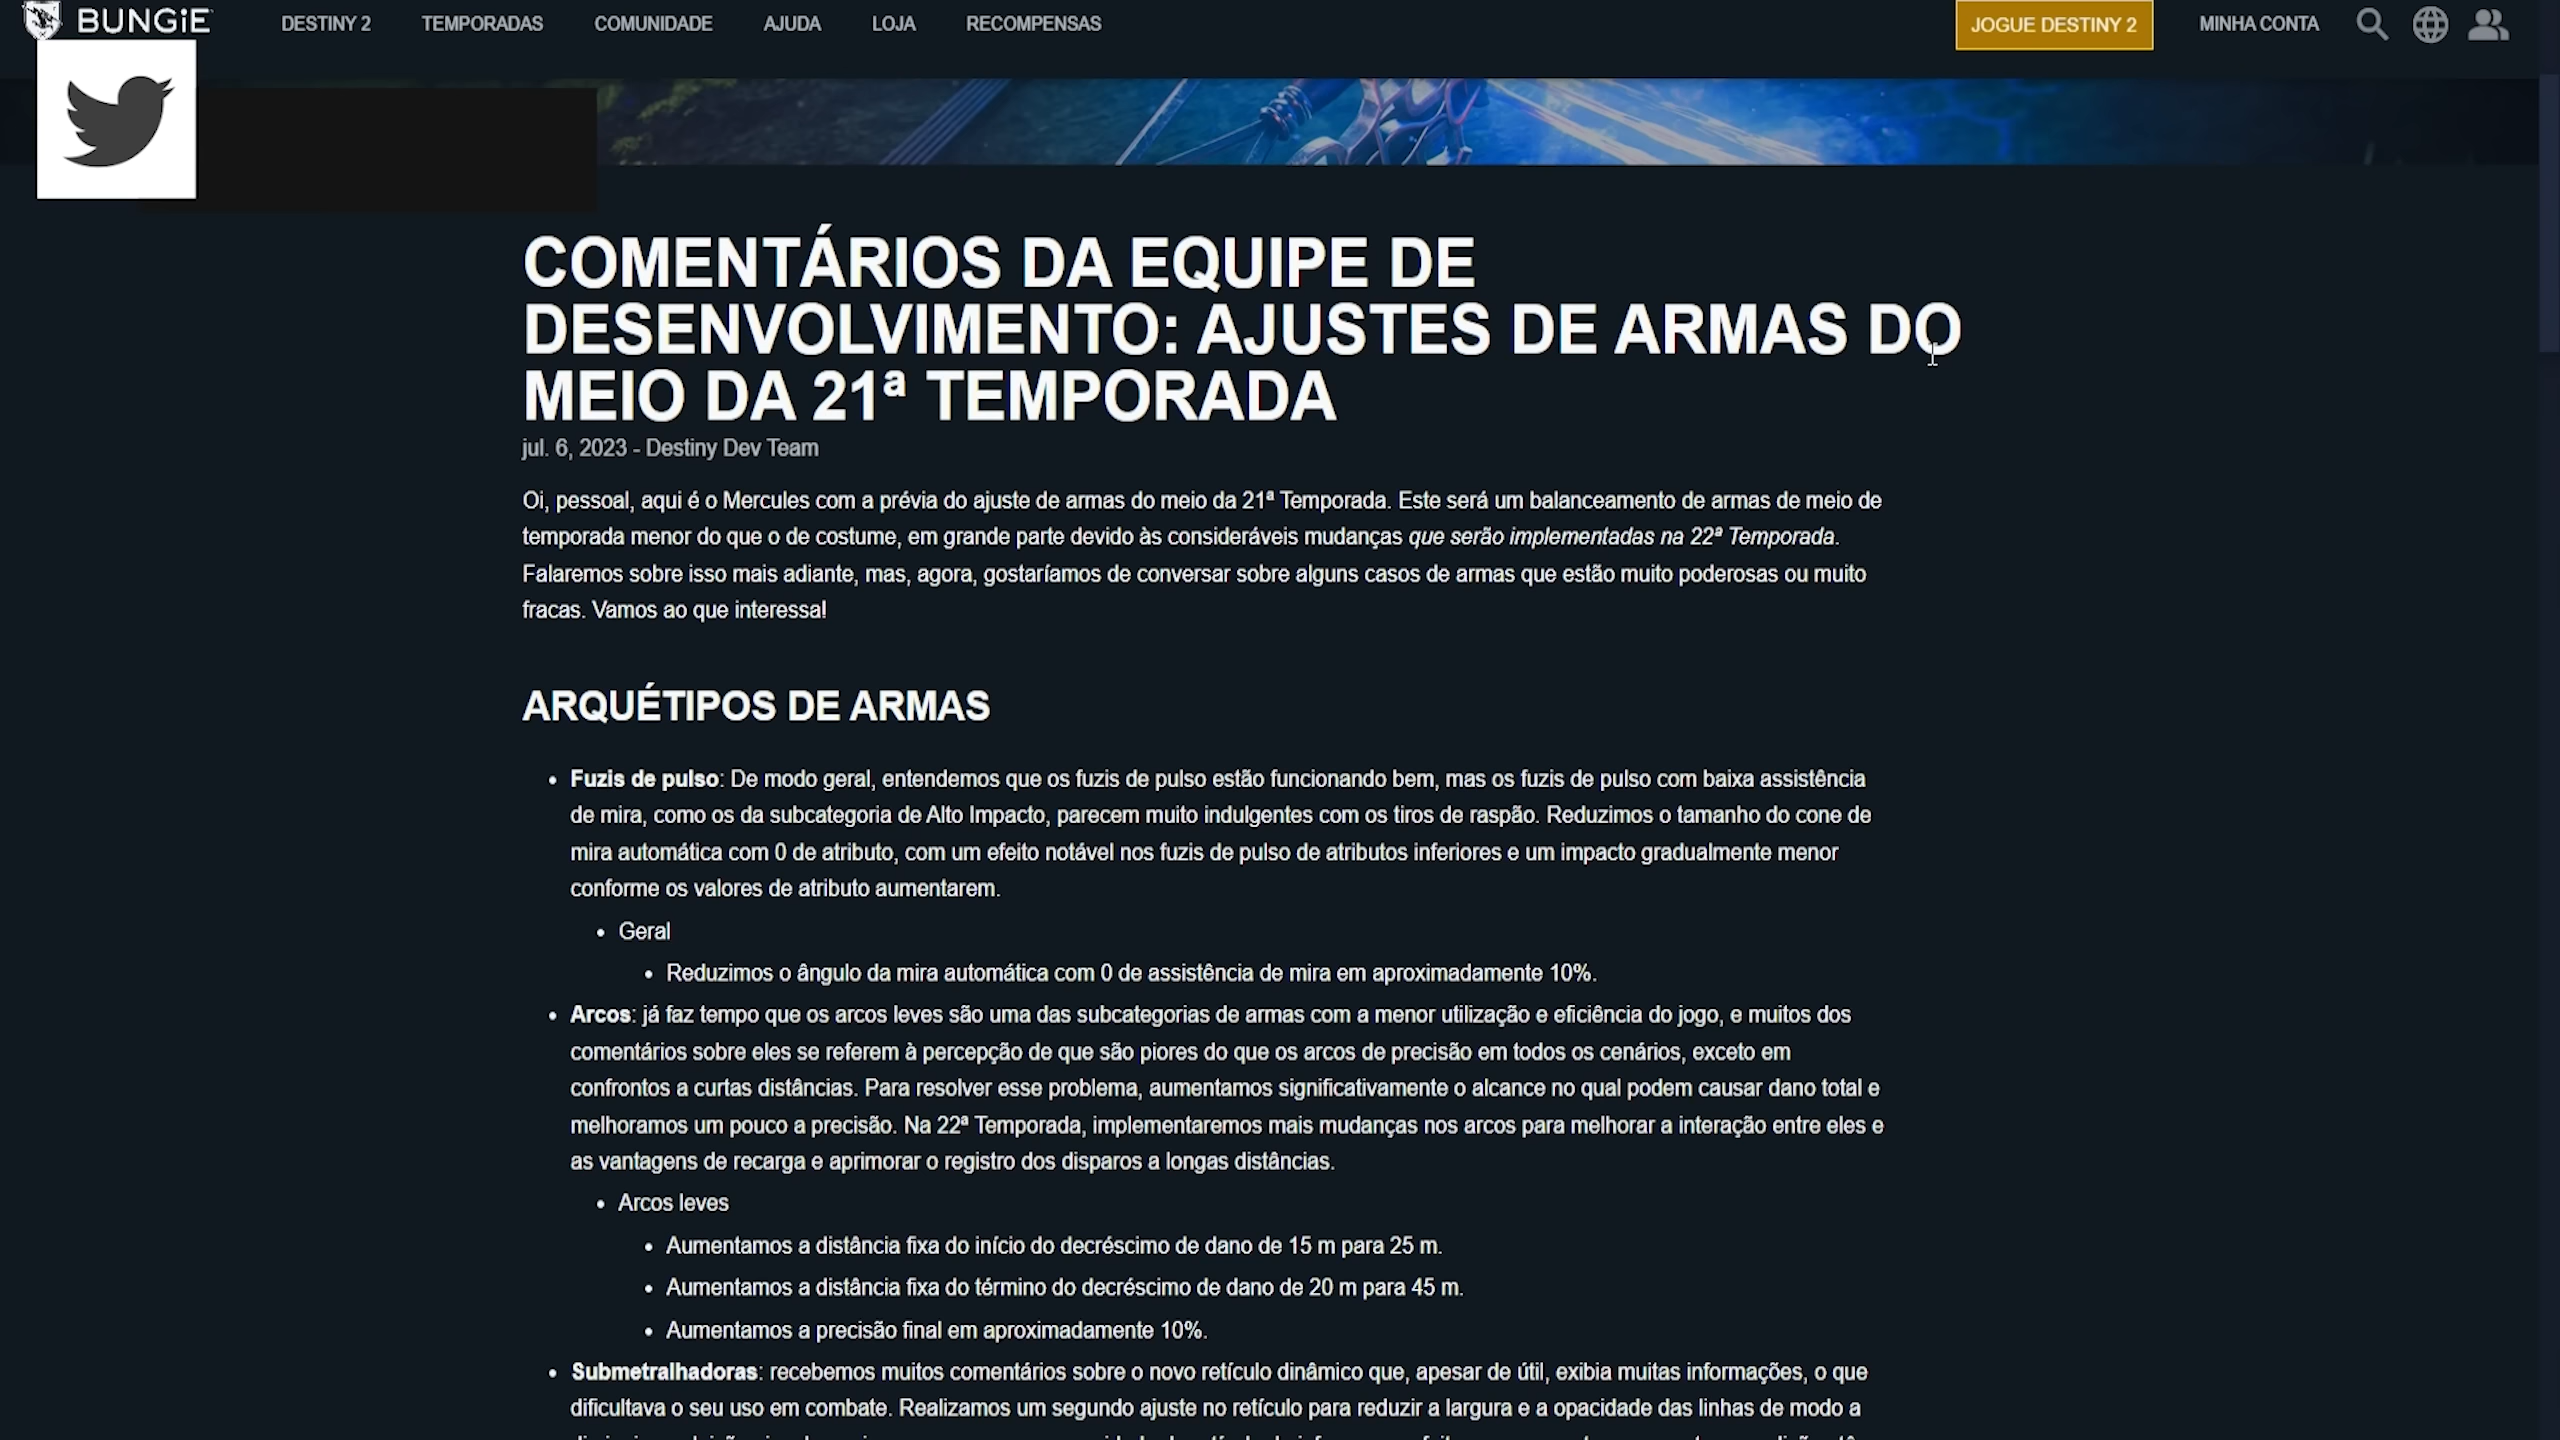 BUNGiE DESTINY 2 TEMPORADAS COMUNIDADE AJUDA LOJA RECOMPENSAS JOGUE DESTINY 2 MINHA CONTA
COMENTÁRIOS DA EQUIPE DE
DESENVOLVIMENTO: AJUSTES DE ARMAS DO
MEIO DA 21ª TEMPORADA
jul. 6, 2023 - Destiny Dev Team
Oi, pessoal, aqui é o Mercules com a prévia do ajuste de armas do meio da 21ª Temporada. Este será um balanceamento de armas de meio de
temporada menor do que o de costume, em grande parte devido às consideráveis mudanças que serão implementadas na 22ª Temporada.
Falaremos sobre isso mais adiante, mas, agora, gostaríamos de conversar sobre alguns casos de armas que estão muito poderosas ou muito
fracas. Vamos ao que interessa!
ARQUÉTIPOS DE ARMAS
• Fuzis de pulso: De modo geral, entendemos que os fuzis de pulso estão funcionando bem, mas os fuzis de pulso com baixa assistência
de mira, como os da subcategoria de Alto Impacto, parecem muito indulgentes com os tiros de raspão. Reduzimos o tamanho do cone de
mira automática com 0 de atributo, com um efeito notável nos fuzis de pulso de atributos inferiores e um impacto gradualmente menor
conforme os valores de atributo aumentarem.
• Geral
• Reduzimos o ângulo da mira automática com 0 de assistência de mira em aproximadamente 10%.
• Arcos: já faz tempo que os arcos leves são uma das subcategorias de armas com a menor utilização e eficiência do jogo, e muitos dos
comentários sobre eles se referem à percepção de que são piores do que os arcos de precisão em todos os cenários, exceto em
confrontos a curtas distâncias. Para resolver esse problema, aumentamos significativamente o alcance no qual podem causar dano total e
melhoramos um pouco a precisão. Na 22ª Temporada, implementaremos mais mudanças nos arcos para melhorar a interação entre eles e
as vantagens de recarga e aprimorar o registro dos disparos a longas distâncias.
• Arcos leves
• Aumentamos a distância fixa do início do decréscimo de dano de 15 m para 25 m.
• Aumentamos a distância fixa do término do decréscimo de dano de 20 m para 45 m.
• Aumentamos a precisão final em aproximadamente 10%.
• Submetralhadoras: recebemos muitos comentários sobre o novo retículo dinâmico que, apesar de útil, exibia muitas informações, o que
dificultava o seu uso em combate. Realizamos um segundo ajuste no retículo para reduzir a largura e a opacidade das linhas de modo a